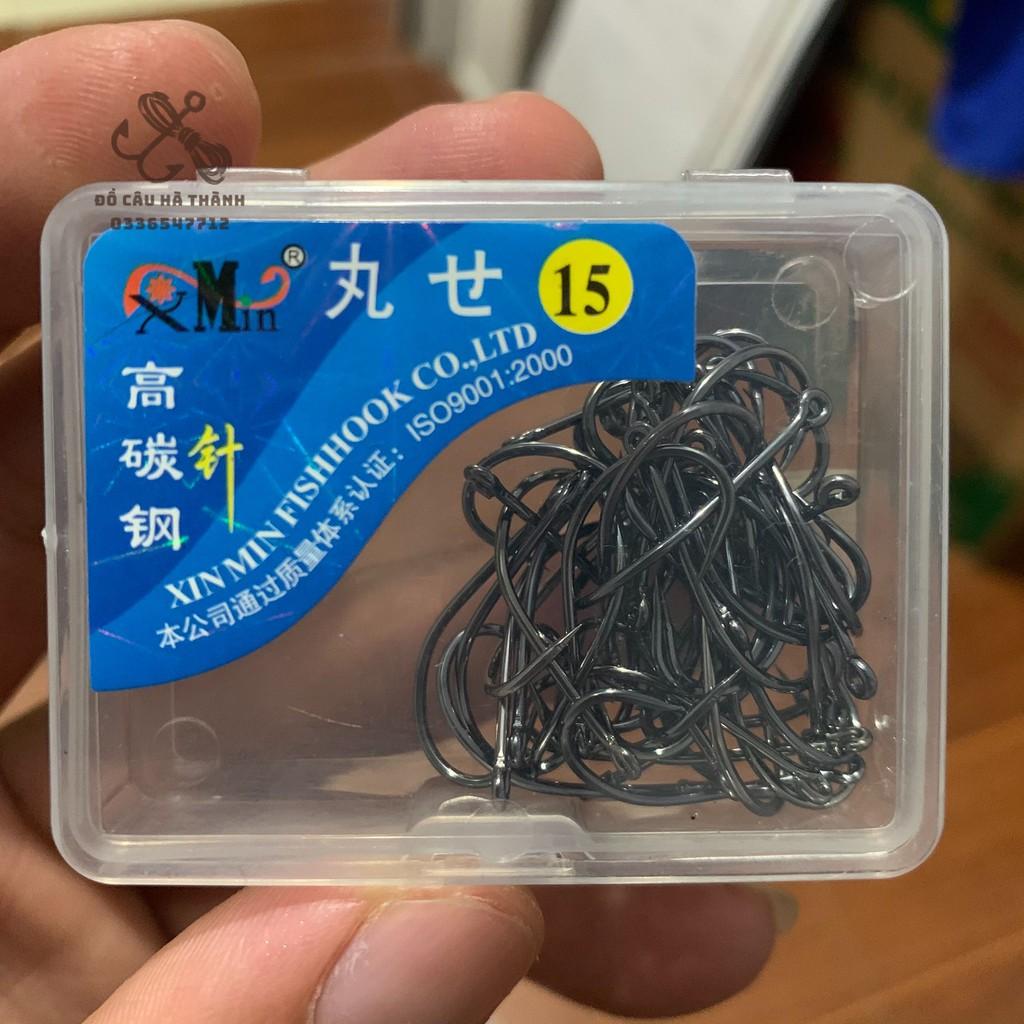 ĐỒ CÂU HÀ THÀNH
0336547712
XMin® 丸せ 15
高碳钢针
XIN MIN FISHHOOK CO.,LTD
本公司通过质量体系认证：ISO9001:2000